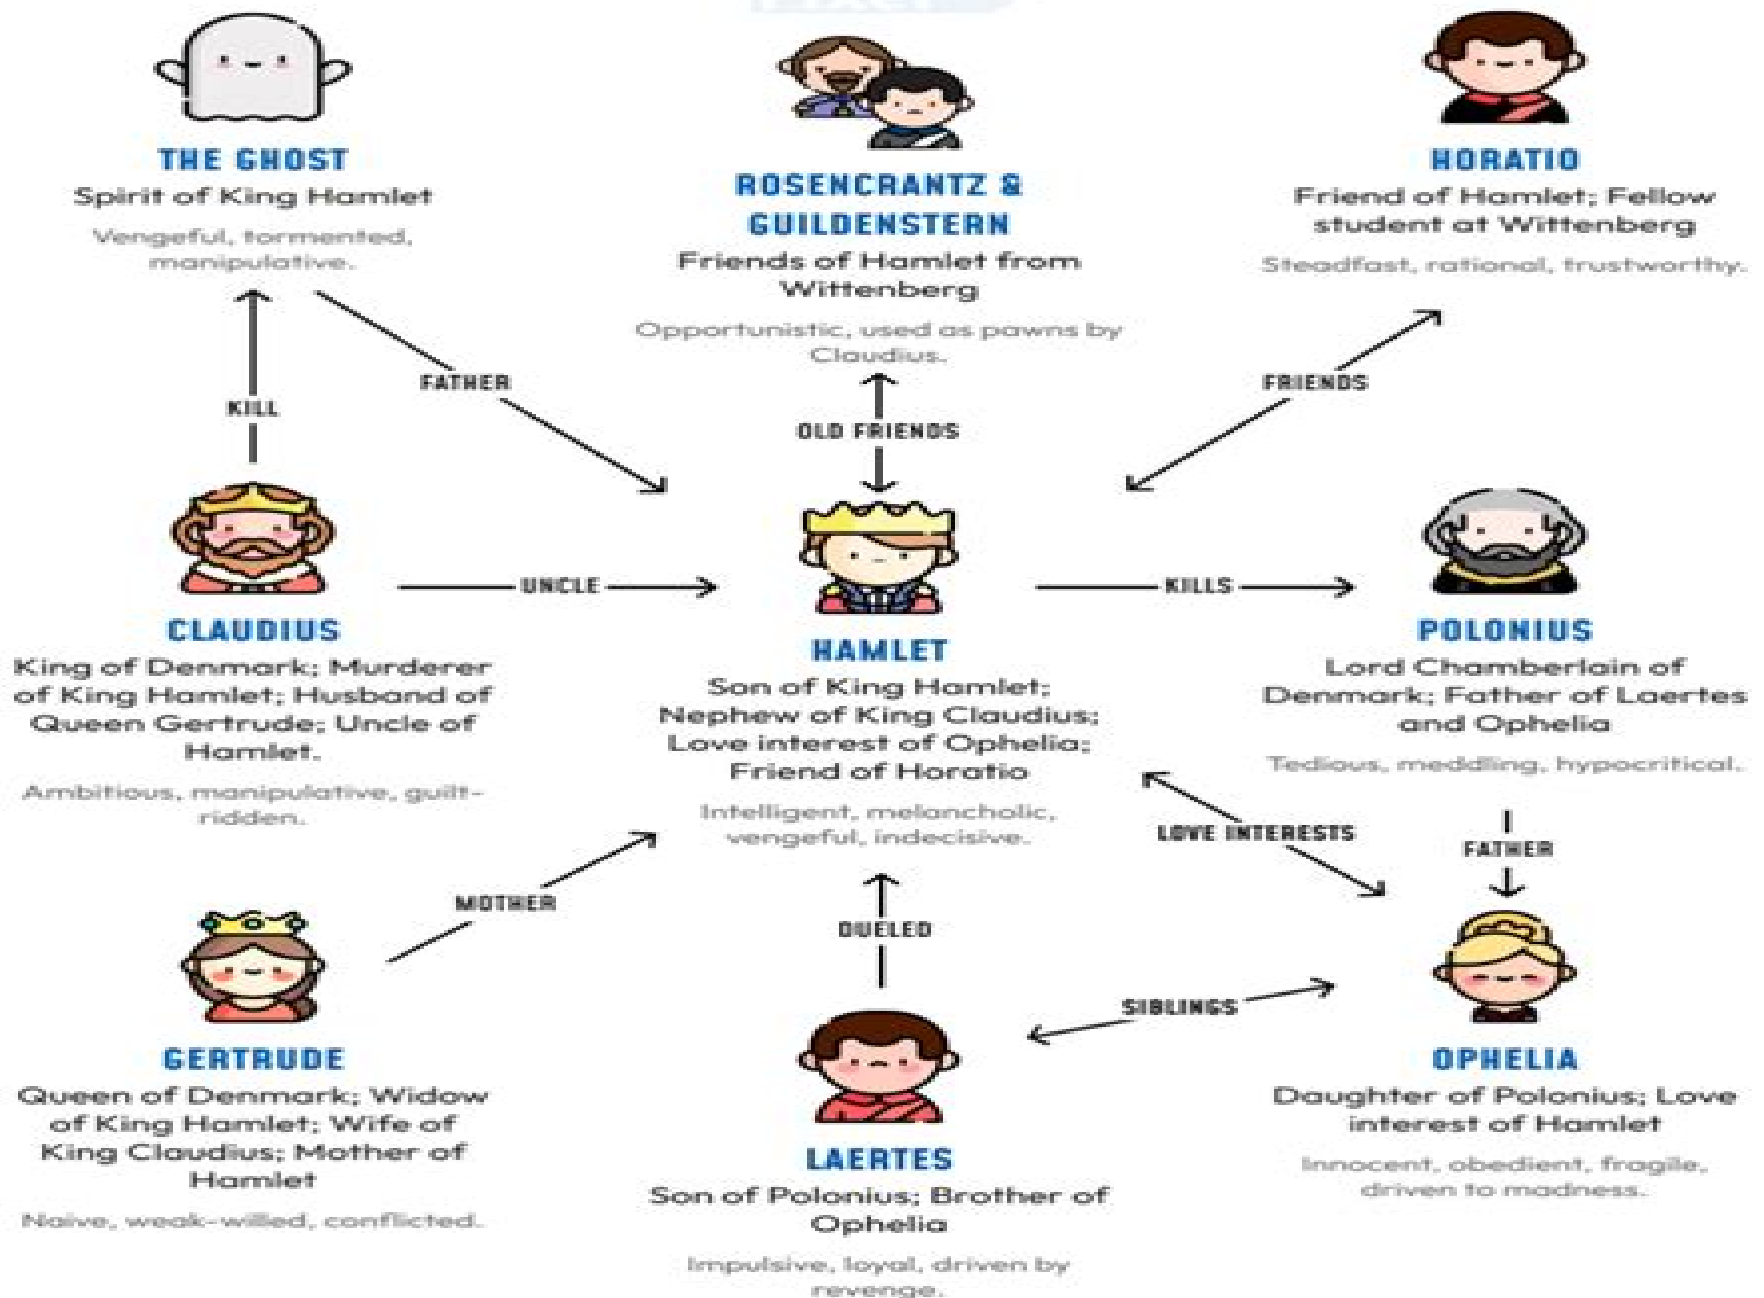 THE GHOST
Spirit of King Hamlet
Vengeful, tormented,
manipulative.
ROSENCRANTZ &
GUILDENSTERN
Friends of Hamlet from
Wittenberg
Opportunistic, used as pawns by
Claudius.
HORATIO
Friend of Hamlet; Fellow
student at Wittenberg
Steadfast, rational, trustworthy.
KILL
FATHER
OLD FRIENDS
FRIENDS
CLAUDIUS
King of Denmark; Murderer
of King Hamlet; Husband of
Queen Gertrude; Uncle of
Hamlet.
Ambitious, manipulative, guilt-
ridden.
UNCLE
HAMLET
Son of King Hamlet;
Nephew of King Claudius;
Love interest of Ophelia;
Friend of Horatio
Intelligent, melancholic,
vengeful, indecisive.
KILLS
POLONIUS
Lord Chamberlain of
Denmark; Father of Laertes
and Ophelia
Tedious, meddling, hypocritical.
MOTHER
DUELED
LOVE INTERESTS
FATHER
SIBLINGS
GERTRUDE
Queen of Denmark; Widow
of King Hamlet; Wife of
King Claudius; Mother of
Hamlet
Naive, weak-willed, conflicted.
LAERTES
Son of Polonius; Brother of
Ophelia
Impulsive, loyal, driven by
revenge.
OPHELIA
Daughter of Polonius; Love
interest of Hamlet
Innocent, obedient, fragile,
driven to madness.